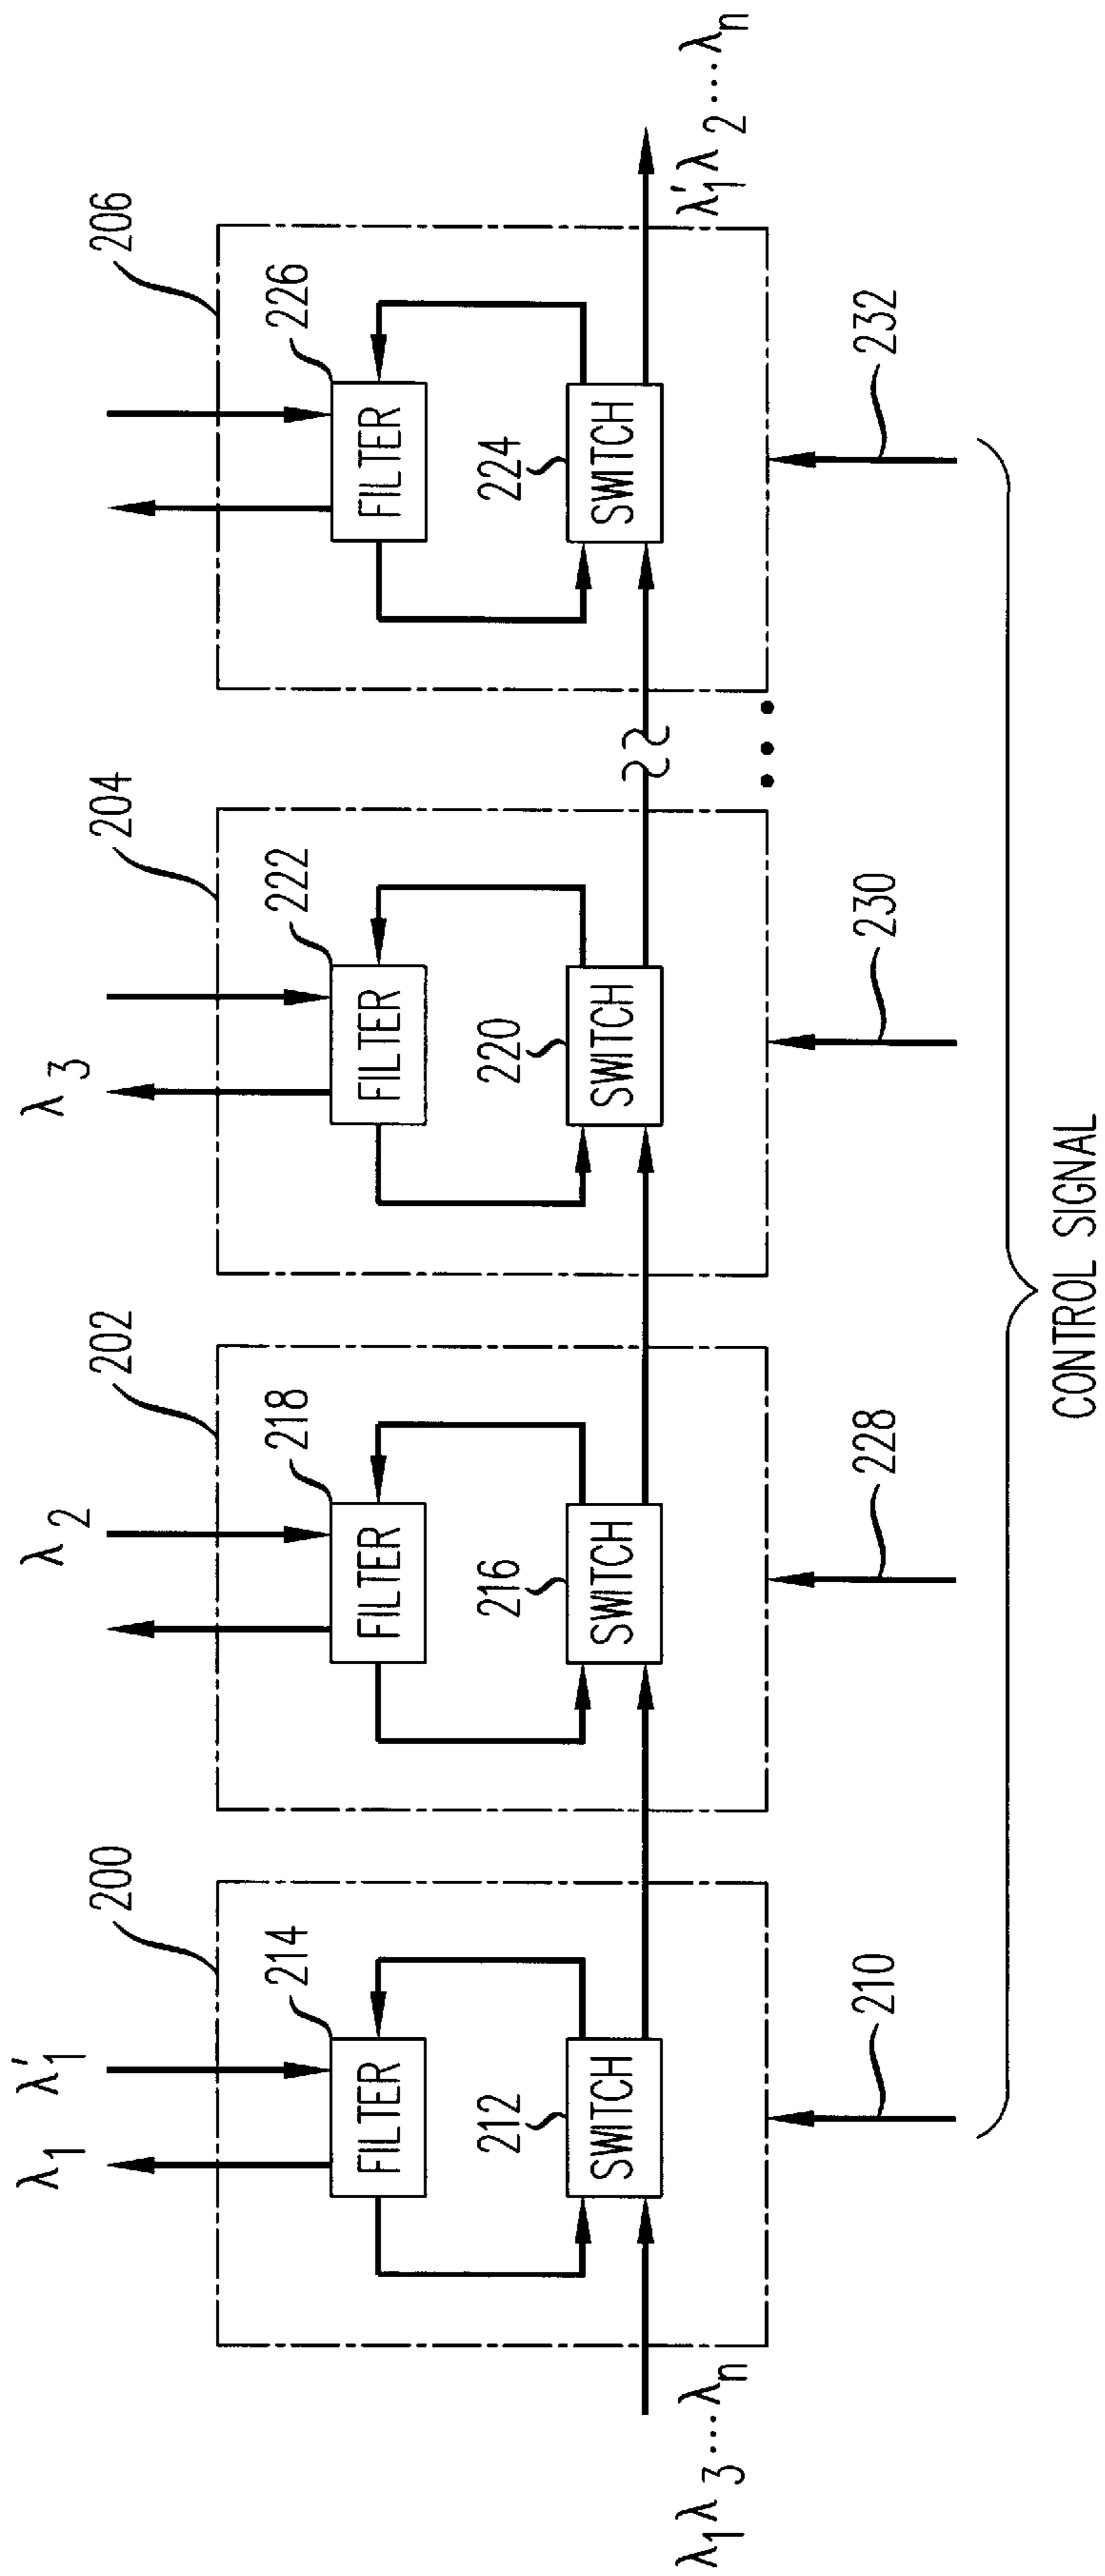 λ1 λ'1 λ2 λ3
200 202 204 206
214 218 222 226
FILTER FILTER FILTER FILTER
212 216 220 224
SWITCH SWITCH SWITCH SWITCH
λ1λ3....λn λ'1λ2....λn
210 228 230 232
CONTROL SIGNAL